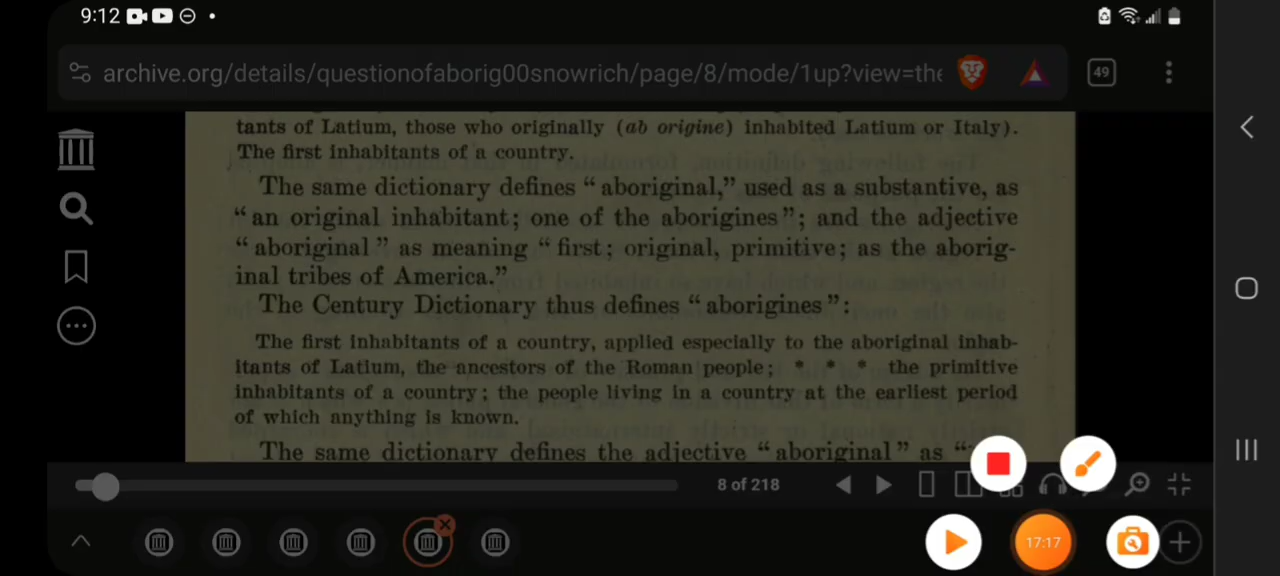 9:12
archive.org/details/questionofaborig00snowrich/page/8/mode/1up?view=the
49
tants of Latium, those who originally (ab origine) inhabited Latium or Italy).
The first inhabitants of a country.
The same dictionary defines “aboriginal,” used as a substantive, as
“an original inhabitant; one of the aborigines”; and the adjective
“aboriginal” as meaning “first; original, primitive; as the aborig-
inal tribes of America.”
The Century Dictionary thus defines “aborigines”:
The first inhabitants of a country, applied especially to the aboriginal inhab-
itants of Latium, the ancestors of the Roman people; * * * the primitive
inhabitants of a country; the people living in a country at the earliest period
of which anything is known.
The same dictionary defines the adjective “aboriginal” as
8 of 218
17:17